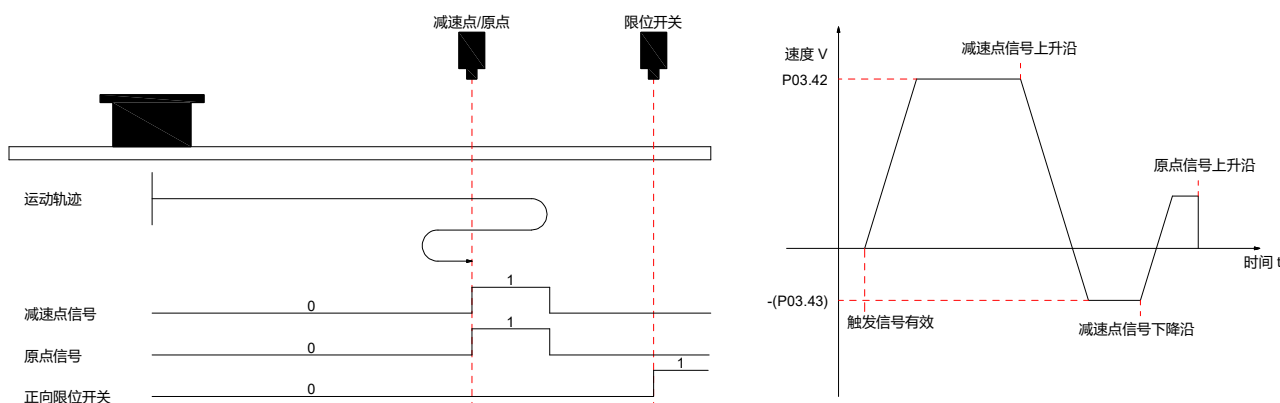 减速点/原点
限位开关
运动轨迹
1
0
减速点信号
1
0
原点信号
1
0
正向限位开关
速度 V
减速点信号上升沿
P03.42
原点信号上升沿
时间 t
-(P03.43)
触发信号有效
减速点信号下降沿